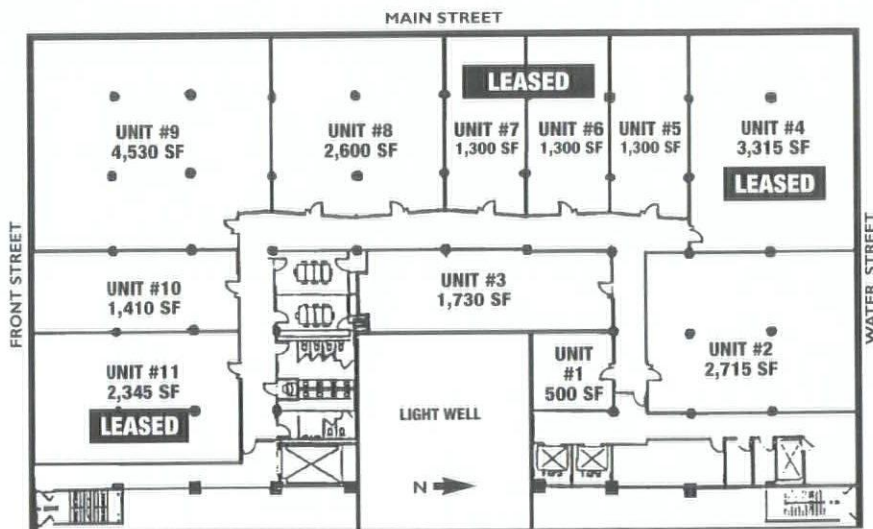 MAIN STREET
LEASED
UNIT #9
4,530 SF
UNIT #8
2,600 SF
UNIT #7
1,300 SF
UNIT #6
1,300 SF
UNIT #5
1,300 SF
UNIT #4
3,315 SF
LEASED
FRONT STREET
WATER STREET
UNIT #10
1,410 SF
UNIT #3
1,730 SF
UNIT #11
2,345 SF
LEASED
LIGHT WELL
UNIT
#1
500 SF
UNIT #2
2,715 SF
N